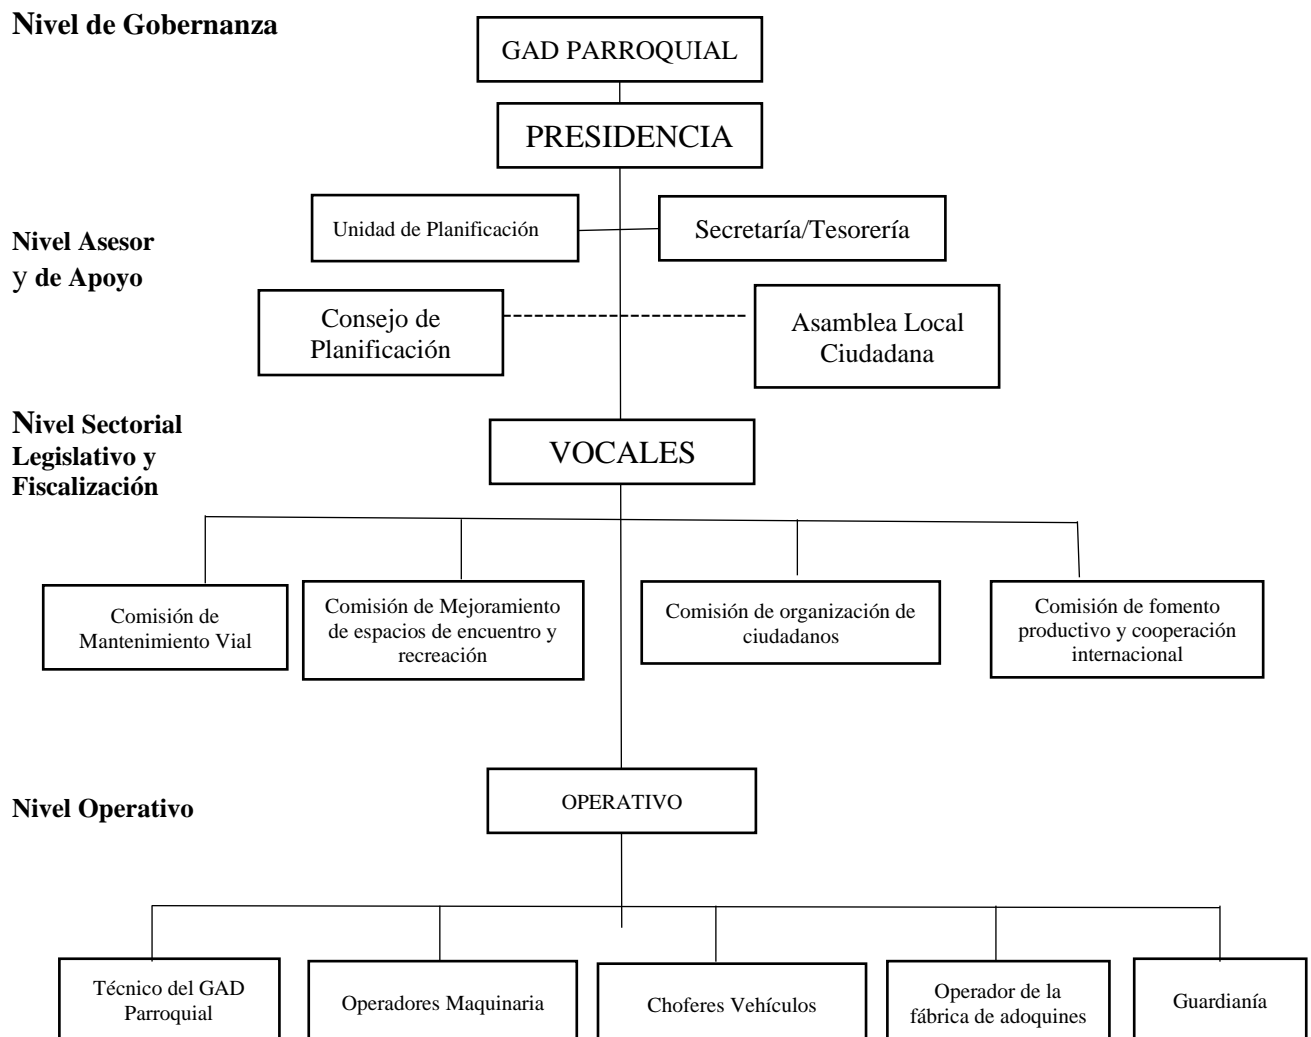 Nivel de Gobernanza
GAD PARROQUIAL
PRESIDENCIA
Unidad de Planificación
Secretaría/Tesorería
Nivel Asesor
y de Apoyo
Consejo de
Planificación
Asamblea Local
Ciudadana
Nivel Sectorial
Legislativo y
Fiscalización
VOCALES
Comisión de
Mantenimiento Vial
Comisión de Mejoramiento
de espacios de encuentro y
recreación
Comisión de organización de
ciudadanos
Comisión de fomento
productivo y cooperación
internacional
Nivel Operativo
OPERATIVO
Técnico del GAD
Parroquial
Operadores Maquinaria
Choferes Vehículos
Operador de la
fábrica de adoquines
Guardianía